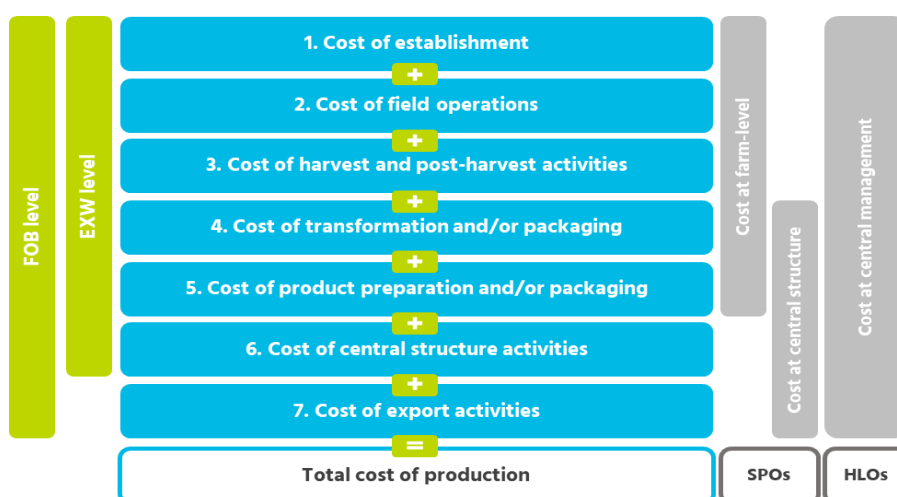 FOB level
EXW level
1. Cost of establishment
+
2. Cost of field operations
+
3. Cost of harvest and post-harvest activities
+
4. Cost of transformation and/or packaging
+
5. Cost of product preparation and/or packaging
+
6. Cost of central structure activities
+
7. Cost of export activities
=
Total cost of production
Cost at farm-level
Cost at central structure
Cost at central management
SPOs
HLOs